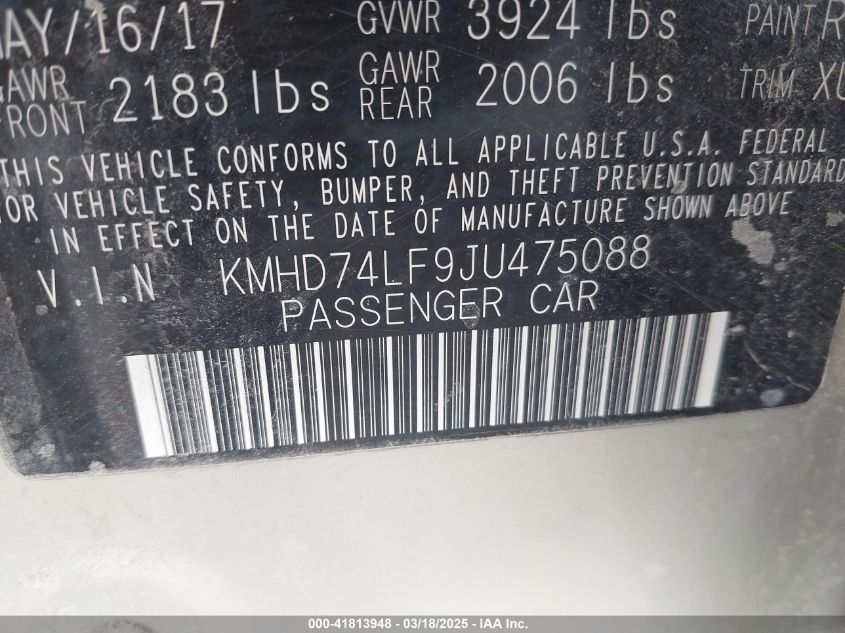 MAY/16/17 GVWR 3924 lbs PAINT R
GAWR FRONT 2183 lbs GAWR REAR 2006 lbs TRIM XU
THIS VEHICLE CONFORMS TO ALL APPLICABLE U.S.A. FEDERAL
OR VEHICLE SAFETY, BUMPER, AND THEFT PREVENTION STANDARD
IN EFFECT ON THE DATE OF MANUFACTURE SHOWN ABOVE
V.I.N KMHD74LF9JU475088
PASSENGER CAR
000-41813948 - 03/18/2025 - IAA Inc.